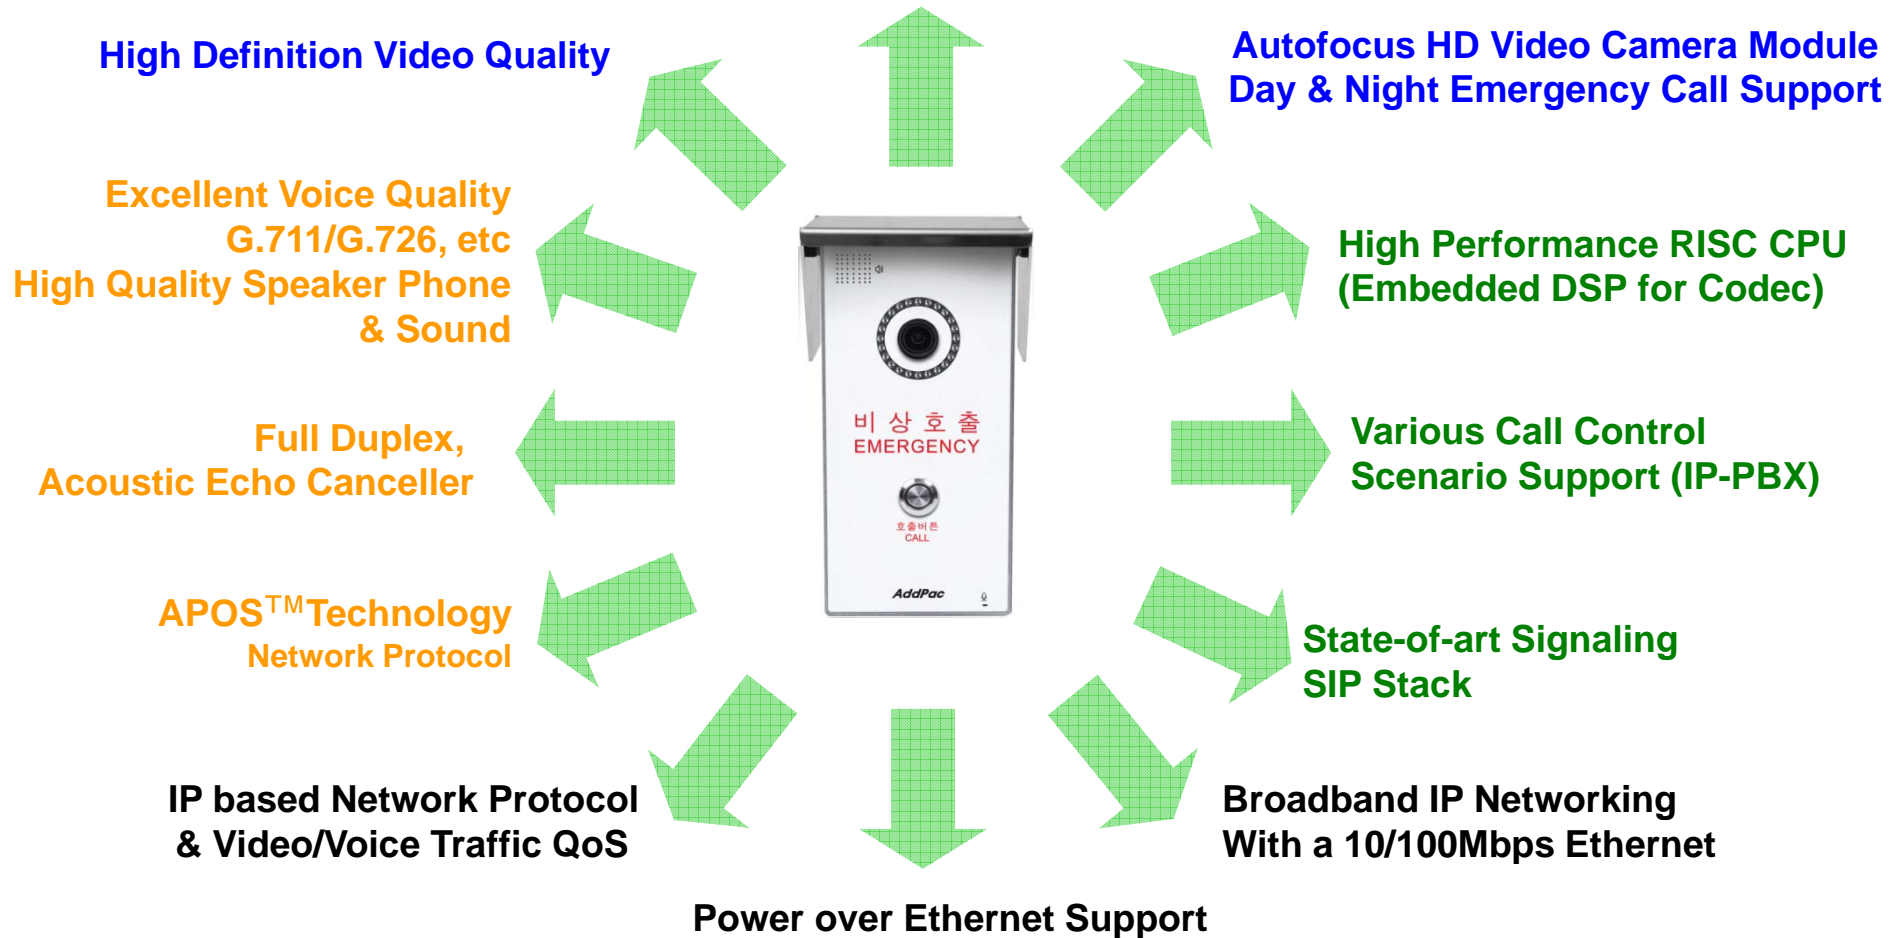 High Definition Video Quality
Autofocus HD Video Camera Module
Day & Night Emergency Call Support
Excellent Voice Quality
G.711/G.726, etc
High Quality Speaker Phone
& Sound
High Performance RISC CPU
(Embedded DSP for Codec)
비상호출
EMERGENCY
호출버튼
CALL
AddPac
Full Duplex,
Acoustic Echo Canceller
Various Call Control
Scenario Support (IP-PBX)
APOS™Technology
Network Protocol
State-of-art Signaling
SIP Stack
IP based Network Protocol
& Video/Voice Traffic QoS
Broadband IP Networking
With a 10/100Mbps Ethernet
Power over Ethernet Support